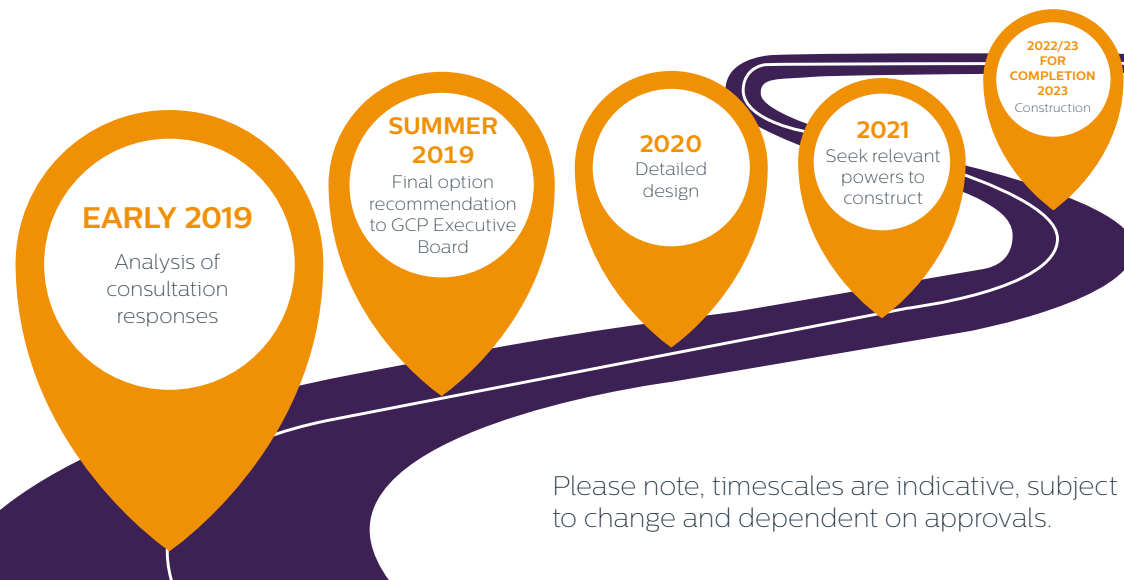 EARLY 2019
Analysis of
consultation
responses
SUMMER
2019
Final option
recommendation
to GCP Executive
Board
2020
Detailed
design
2021
Seek relevant
powers to
construct
2022/23
FOR
COMPLETION
2023
Construction
Please note, timescales are indicative, subject
to change and dependent on approvals.